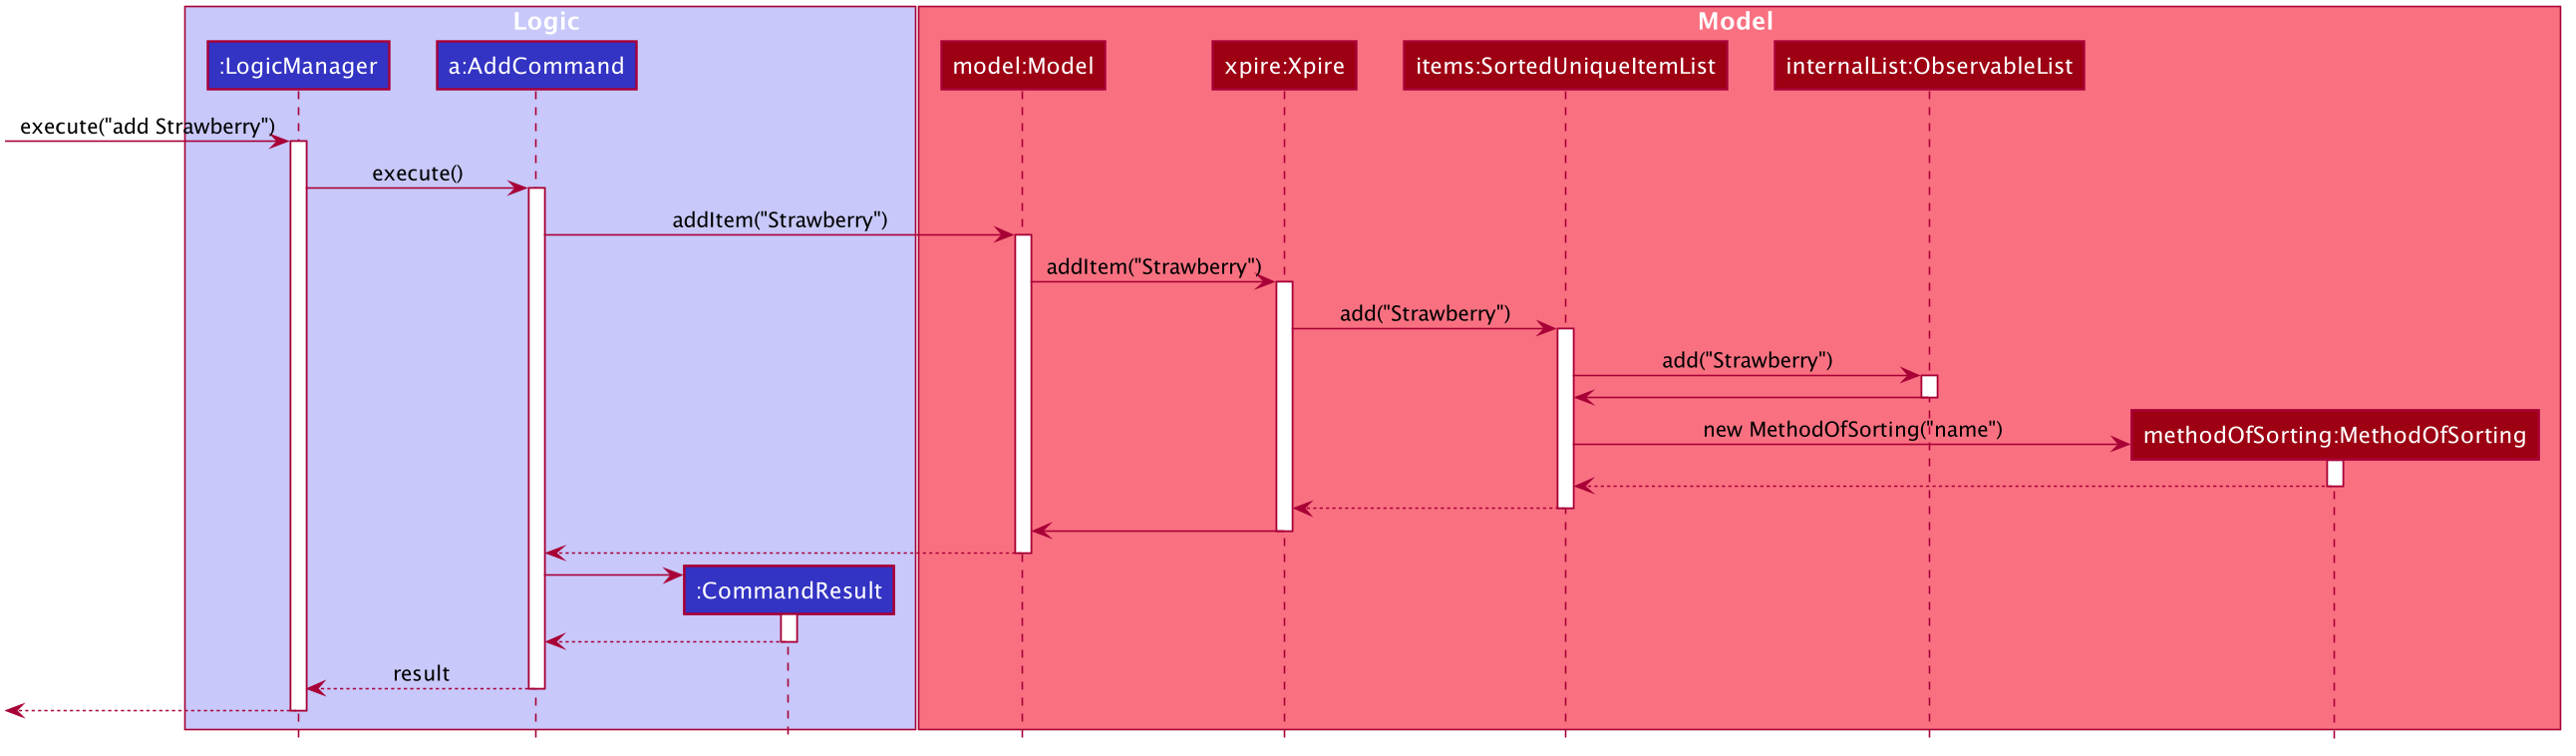 Logic
Model
:LogicManager
a:AddCommand
model:Model
xpire:Xpire
items:SortedUniqueItemList
internalList:ObservableList
execute("add Strawberry")
execute()
addItem("Strawberry")
addItem("Strawberry")
add("Strawberry")
add("Strawberry")
new MethodOfSorting("name")
methodOfSorting:MethodOfSorting
:CommandResult
result